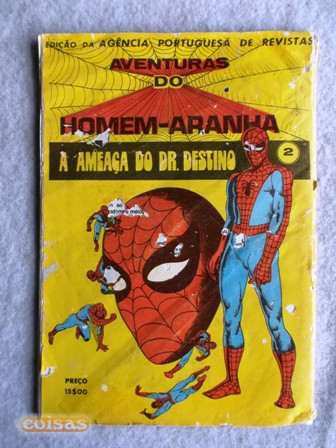 EDIÇÃO DA AGÊNCIA PORTUGUESA DE REVISTAS
AVENTURAS
DO
HOMEM-ARANHA
A AMEAÇA DO DR. DESTINO
2
PREÇO
15$00
coisas